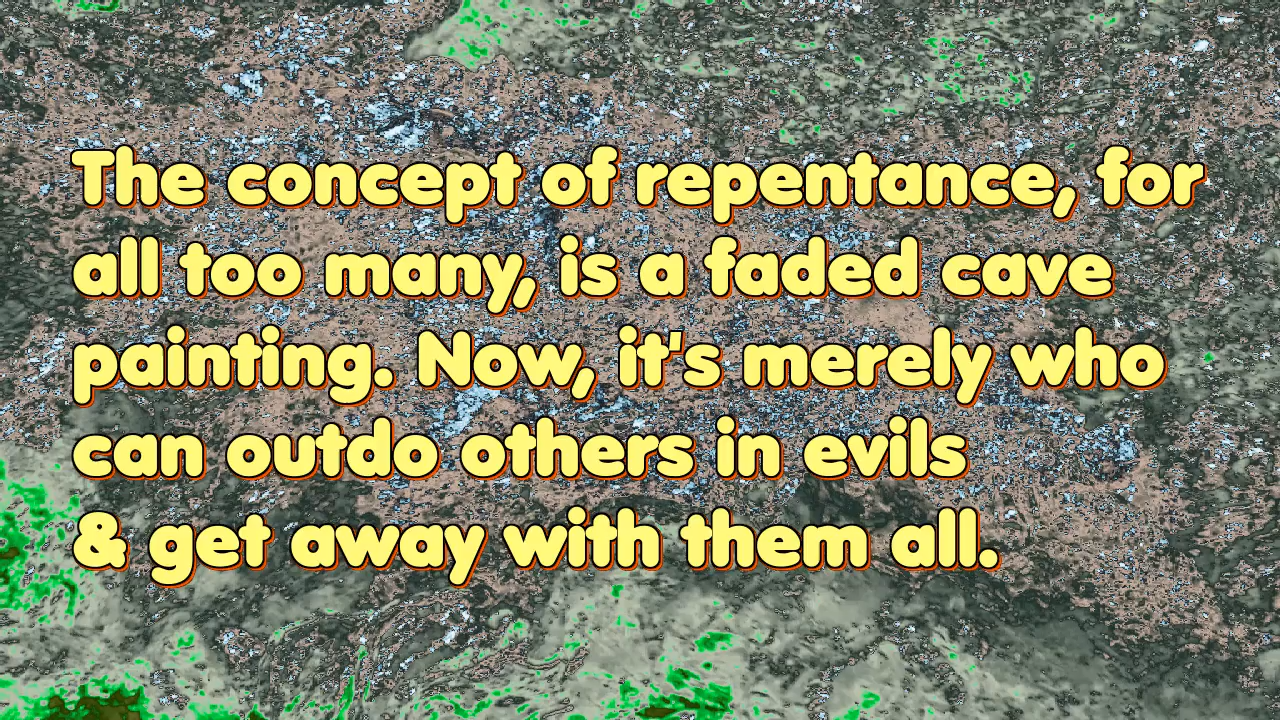 The concept of repentance, for
all too many, is a faded cave
painting. Now, it's merely who
can outdo others in evils
& get away with them all.